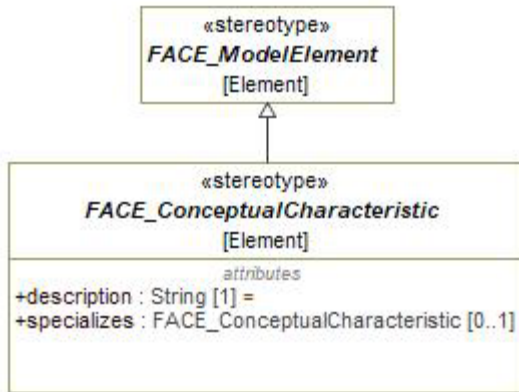 «stereotype»
FACE_ModelElement
[Element]
«stereotype»
FACE_ConceptualCharacteristic
[Element]
attributes
+description : String [1] =
+specializes : FACE_ConceptualCharacteristic [0..1]